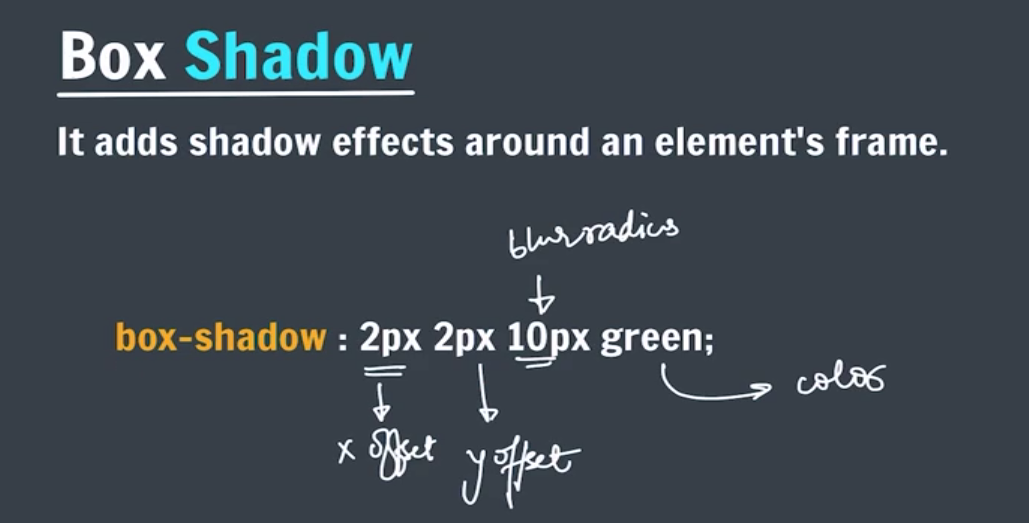 Box Shadow
It adds shadow effects around an element's frame.
blur radius
box-shadow : 2px 2px 10px green;
color
x offset y offset